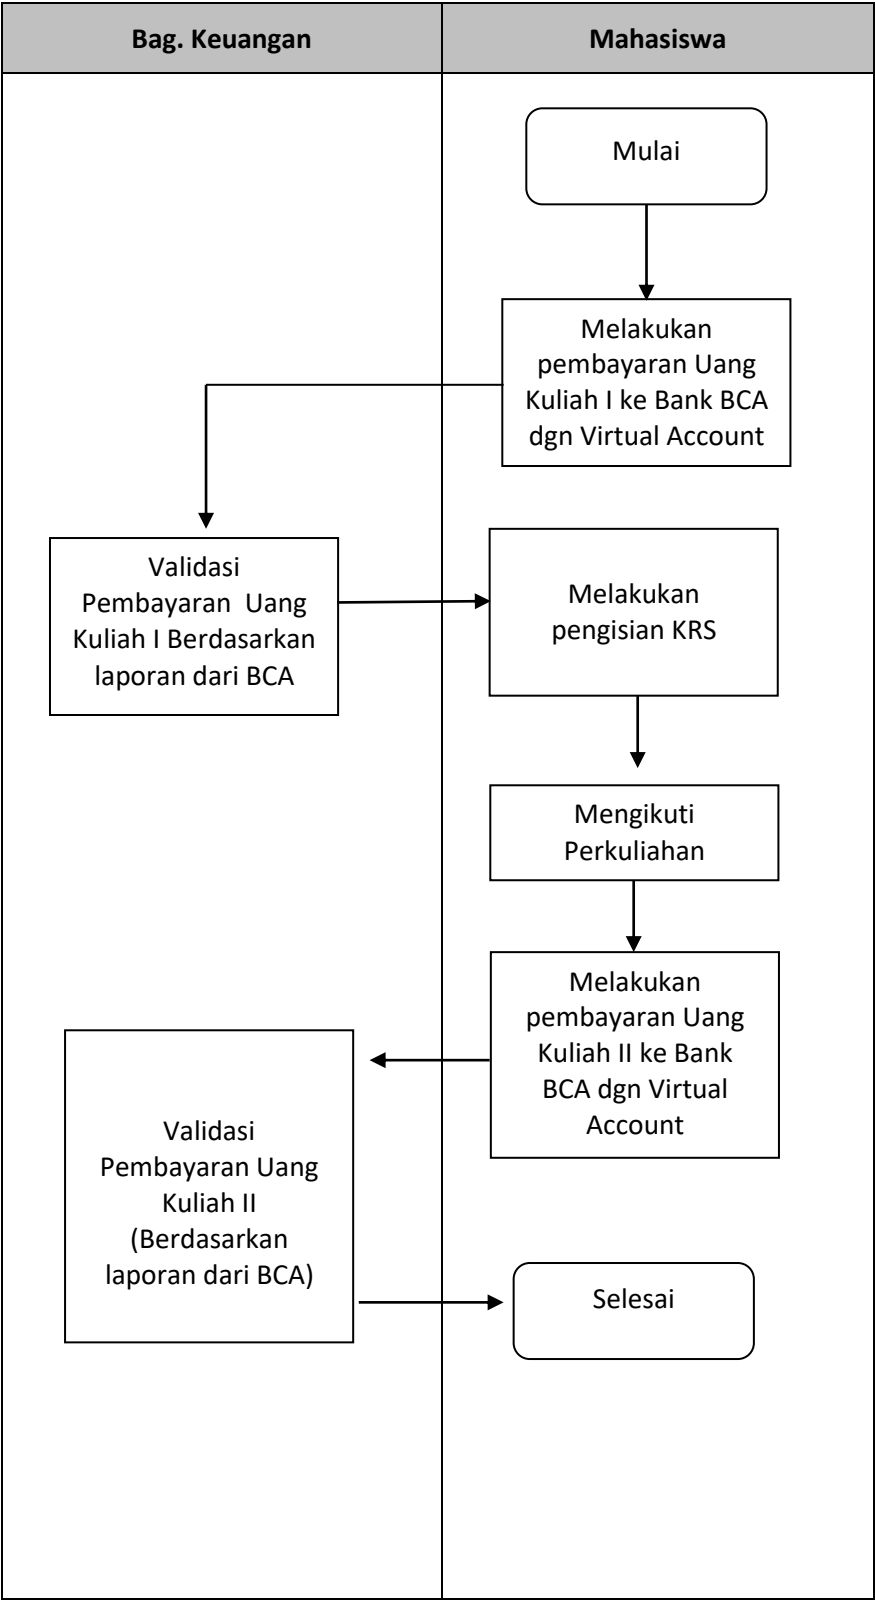 Bag. Keuangan
Mahasiswa
Mulai
Melakukan
pembayaran Uang
Kuliah I ke Bank BCA
dgn Virtual Account
Validasi
Pembayaran  Uang
Kuliah I Berdasarkan
laporan dari BCA
Melakukan
pengisian KRS
Mengikuti
Perkuliahan
Melakukan
pembayaran Uang
Kuliah II ke Bank
BCA dgn Virtual
Account
Validasi
Pembayaran Uang
Kuliah II
(Berdasarkan
laporan dari BCA)
Selesai